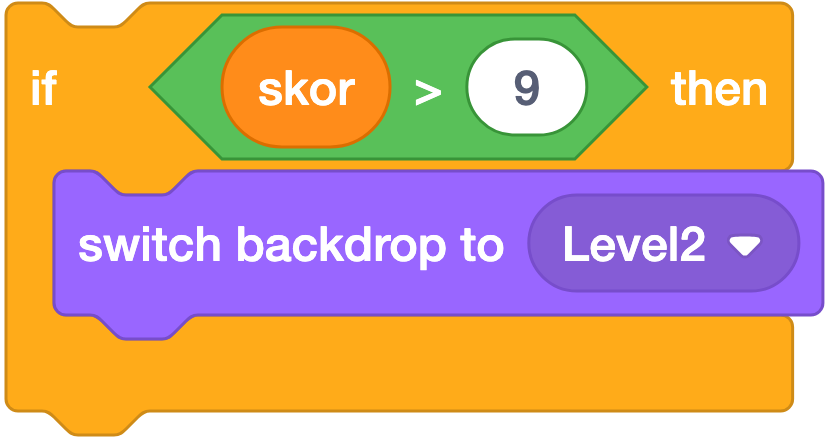 if skor > 9 then
switch backdrop to Level2